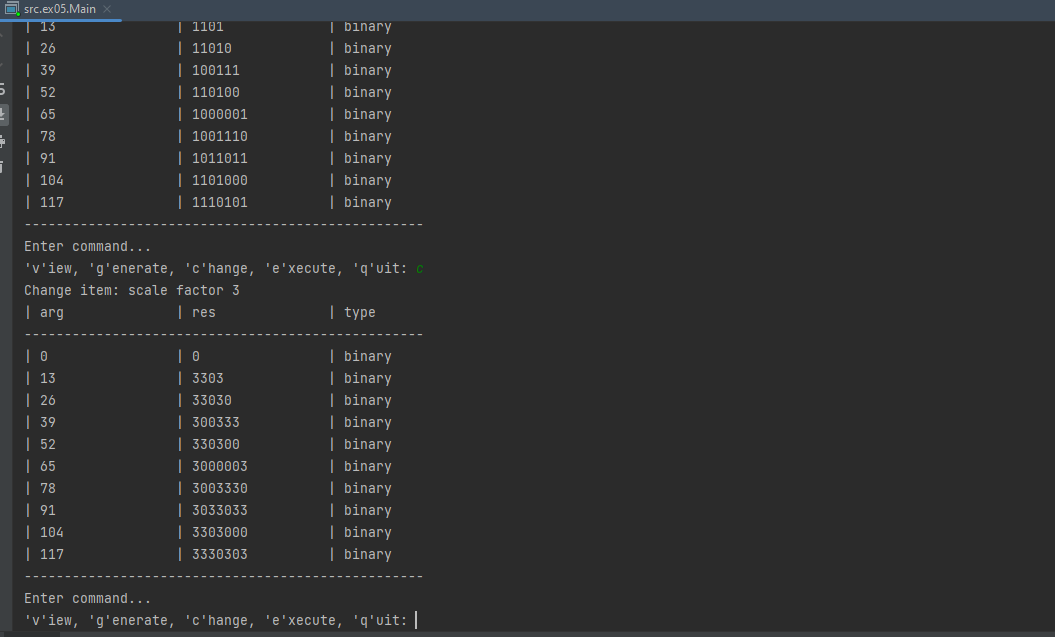 src.ex05.Main
| 13 | 1101 | binary
| 26 | 11010 | binary
| 39 | 100111 | binary
| 52 | 110100 | binary
| 65 | 1000001 | binary
| 78 | 1001110 | binary
| 91 | 1011011 | binary
| 104 | 1101000 | binary
| 117 | 1110101 | binary
--------------------------------------------------
Enter command...
'v'iew, 'g'enerate, 'c'hange, 'e'xecute, 'q'uit: c
Change item: scale factor 3
| arg | res | type
--------------------------------------------------
| 0 | 0 | binary
| 13 | 3303 | binary
| 26 | 33030 | binary
| 39 | 300333 | binary
| 52 | 330300 | binary
| 65 | 3000003 | binary
| 78 | 3003330 | binary
| 91 | 3033033 | binary
| 104 | 3303000 | binary
| 117 | 3330303 | binary
--------------------------------------------------
Enter command...
'v'iew, 'g'enerate, 'c'hange, 'e'xecute, 'q'uit: